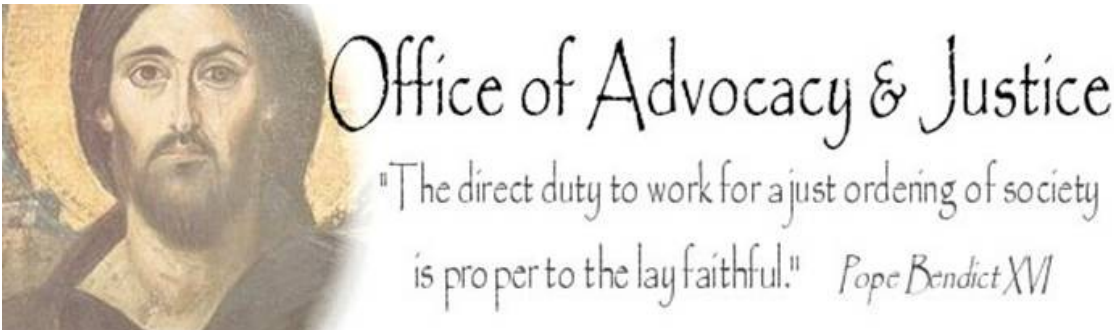 Office of Advocacy & Justice
"The direct duty to work for a just ordering of society
is proper to the lay faithful." Pope Bendict XVI